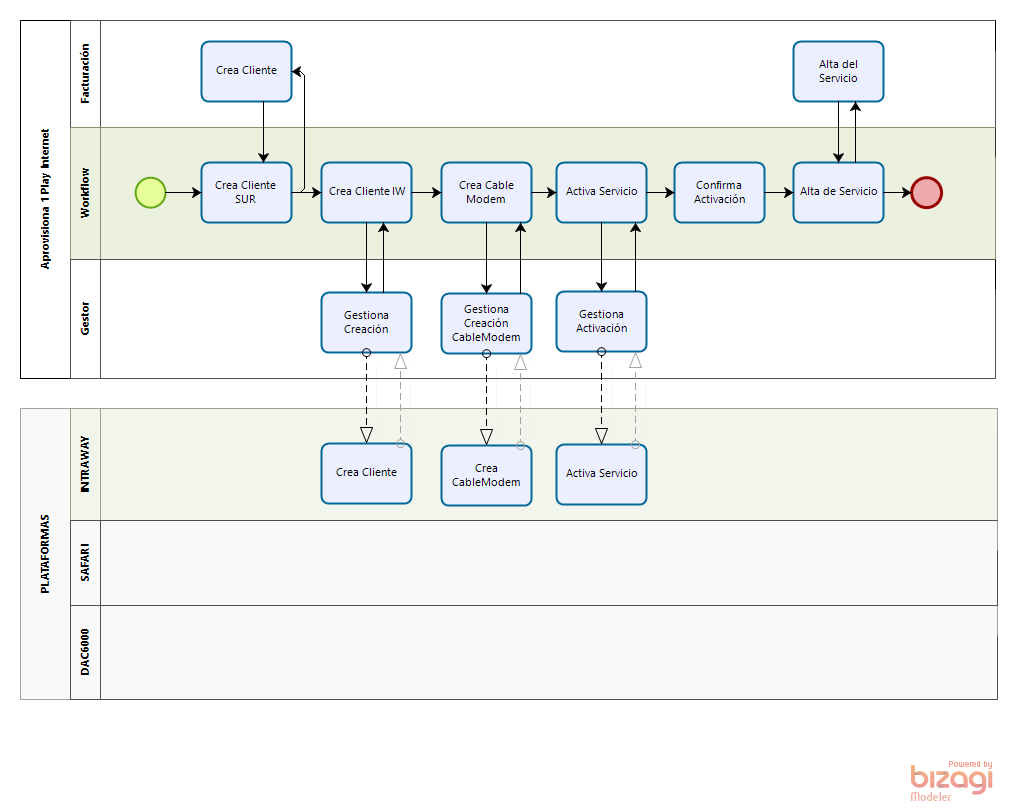 Aprovisiona 1 Play Internet
Facturación
Crea Cliente
Alta del
Servicio
Workflow
Crea Cliente
SUR
Crea Cliente IW
Crea Cable
Modem
Activa Servicio
Confirma
Activación
Alta de Servicio
Gestor
Gestiona
Creación
Gestiona
Creación
CableModem
Gestiona
Activación
PLATAFORMAS
INTRAWAY
Crea Cliente
Crea
CableModem
Activa Servicio
SAFARI
DAC6000
Powered by
bizagi
Modeler